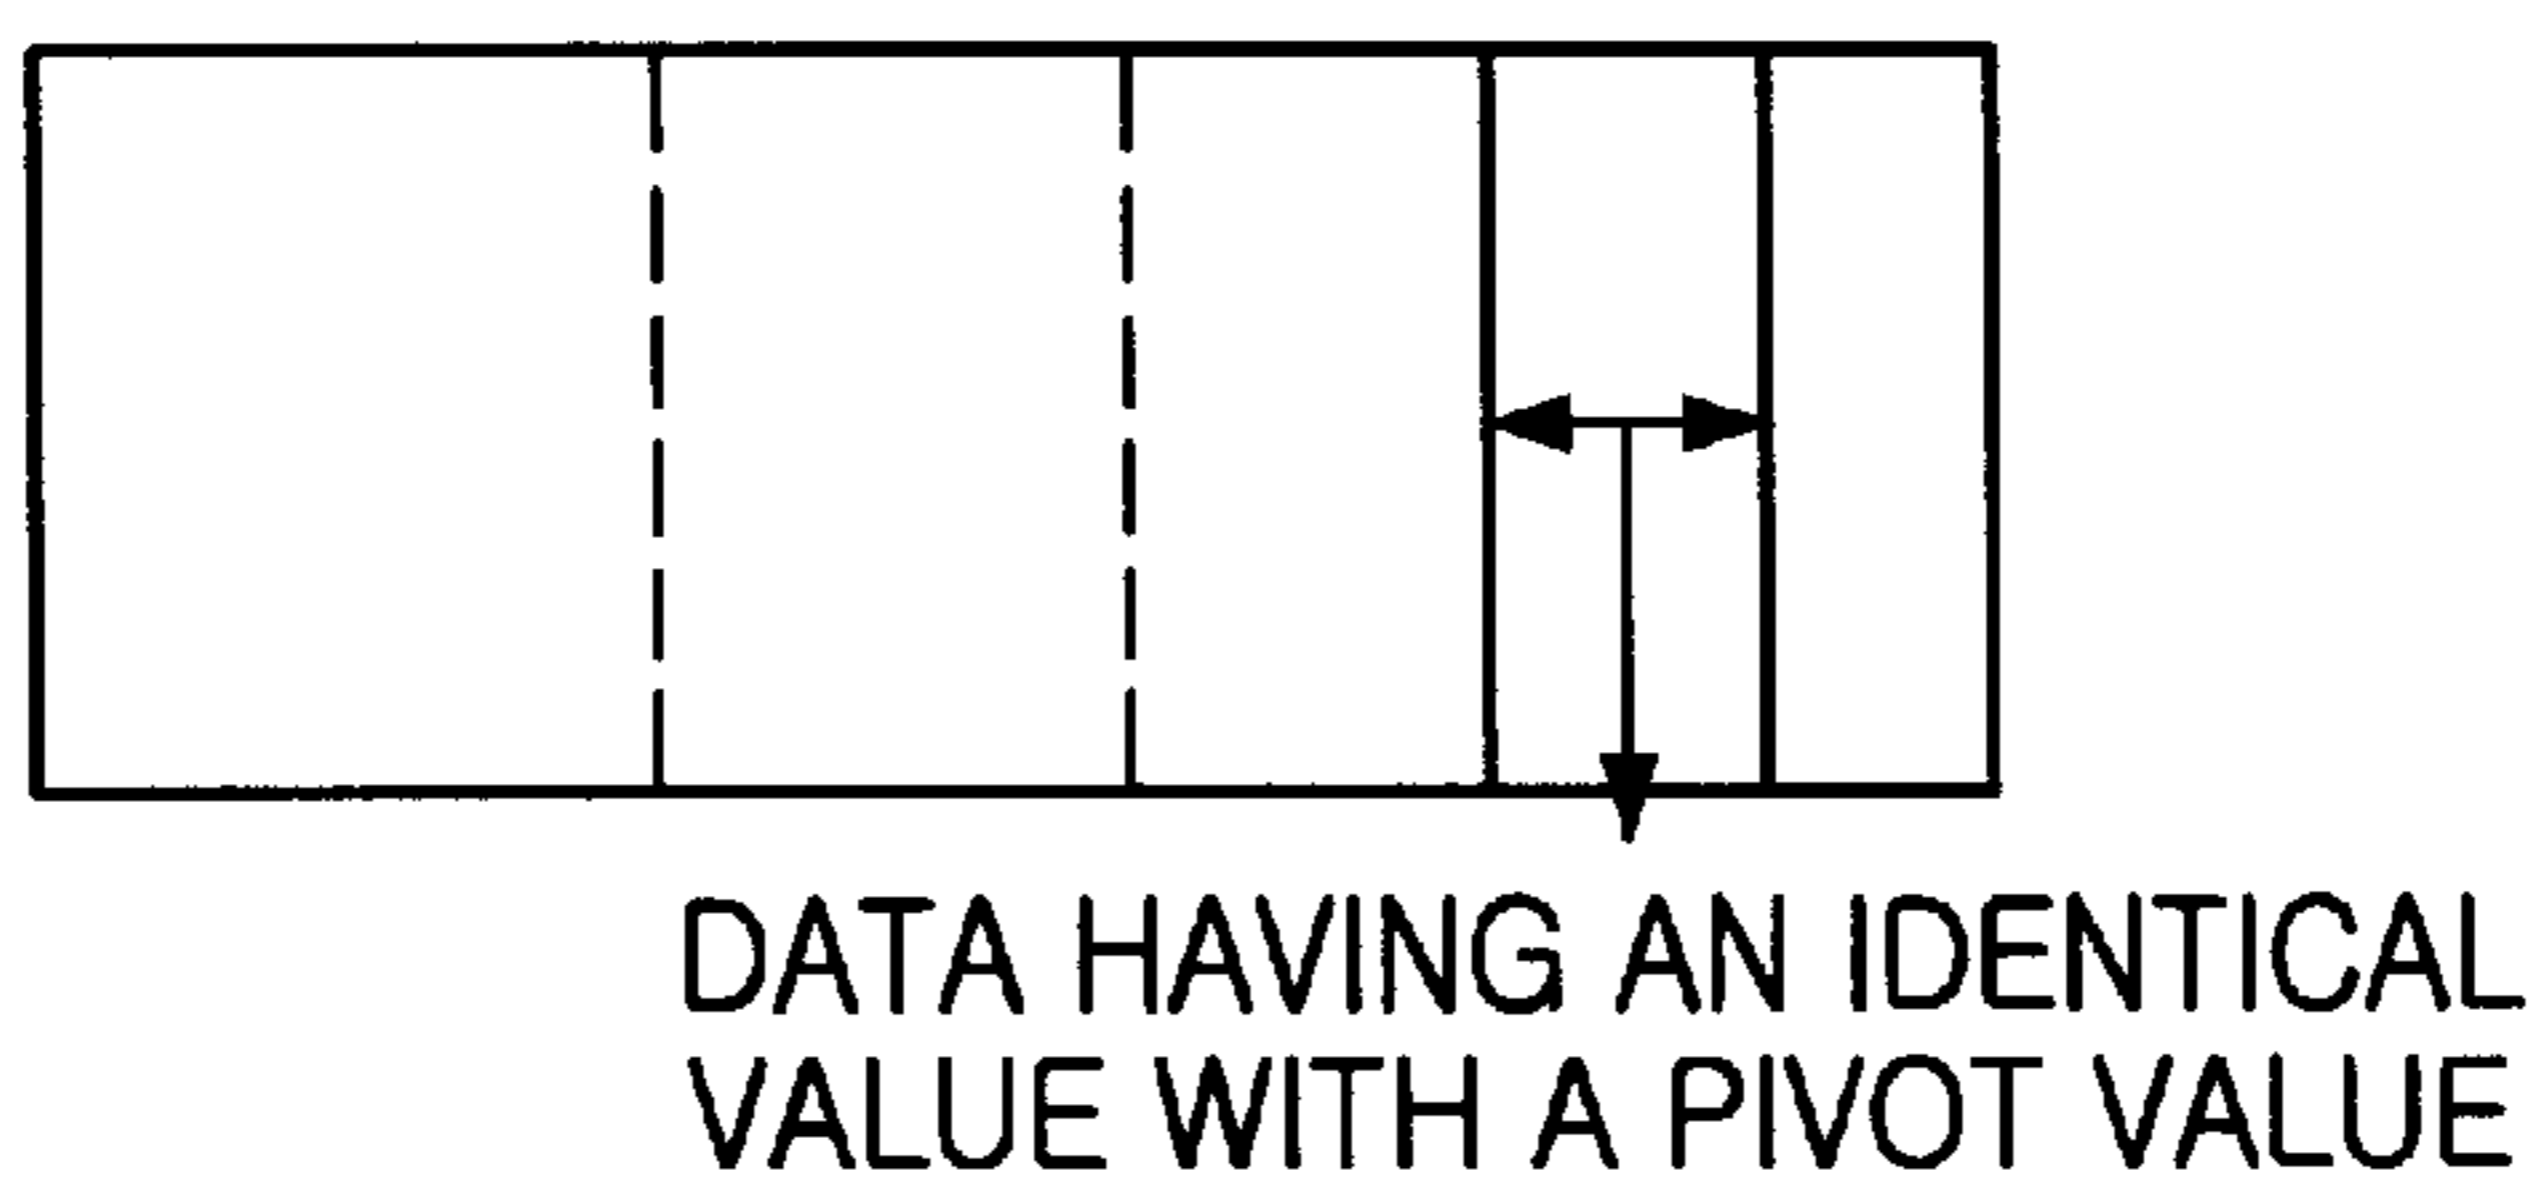 DATA HAVING AN IDENTICAL
VALUE WITH A PIVOT VALUE